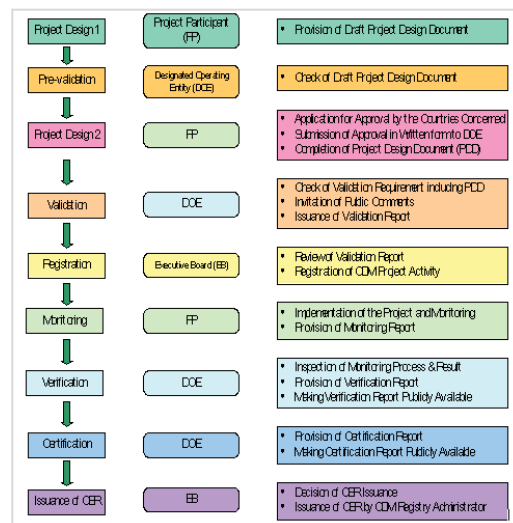 Project Design 1
Project Participant
(PP)
• Provision of Draft Project Design Document
Pre-validation
Designated Operating
Entity (DOE)
• Check of Draft Project Design Document
Project Design2
PP
• Application for Approval by the Countries Concerned
• Submission of Approval in Written form to DOE
• Completion of Project Design Document (PDD)
Validation
DOE
• Check of Validation Requirement including PDD
• Invitation of Public Comments
• Issuance of Validation Report
Registration
Executive Board (EB)
• Review of Validation Report
• Registration of CDM Project Activity
Monitoring
PP
• Implementation of the Project and Monitoring
• Provision of Monitoring Report
Verification
DOE
• Inspection of Monitoring Process & Result
• Provision of Verification Report
• Making Verification Report Publicly Available
Certification
DOE
• Provision of Certification Report
• Making Certification Report Publicly Available
Issuance of CER
EB
• Decision of CER Issuance
• Issuance of CER by CDM Registry Administrator